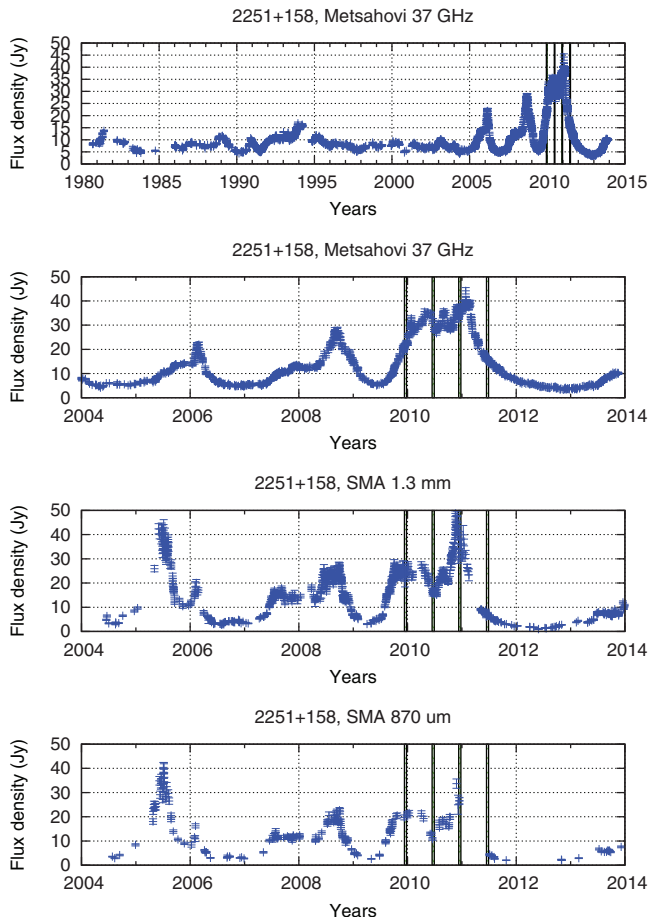 2251+158, Metsahovi 37 GHz
Flux density (Jy)
50
45
40
35
30
25
20
15
10
5
0
1980 1985 1990 1995 2000 2005 2010 2015
Years
2251+158, Metsahovi 37 GHz
Flux density (Jy)
50
40
30
20
10
0
2004 2006 2008 2010 2012 2014
Years
2251+158, SMA 1.3 mm
Flux density (Jy)
50
40
30
20
10
0
2004 2006 2008 2010 2012 2014
Years
2251+158, SMA 870 um
Flux density (Jy)
50
40
30
20
10
0
2004 2006 2008 2010 2012 2014
Years